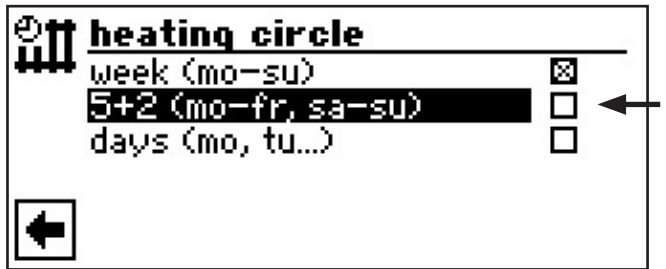 heating circle
week (mo-su)
5+2 (mo-fr, sa-su)
days (mo, tu...)